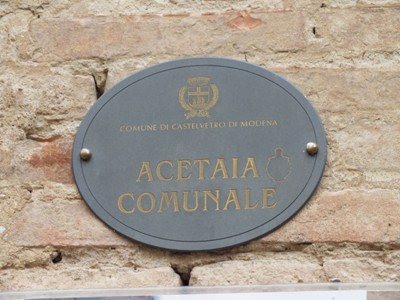 COMUNE DI CASTELVETRO DI MODENA
ACETAIA
COMUNALE